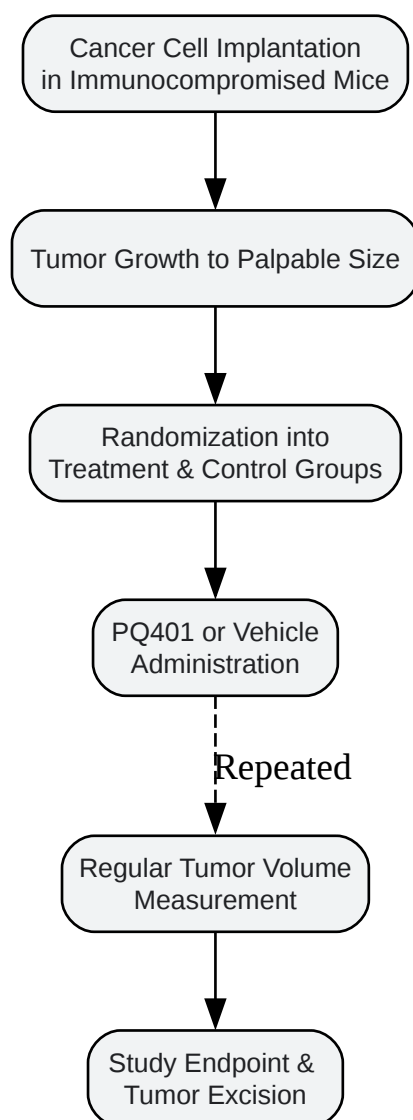 Cancer Cell Implantation
in Immunocompromised Mice
Tumor Growth to Palpable Size
Randomization into
Treatment & Control Groups
PQ401 or Vehicle
Administration
Repeated
Regular Tumor Volume
Measurement
Study Endpoint &
Tumor Excision